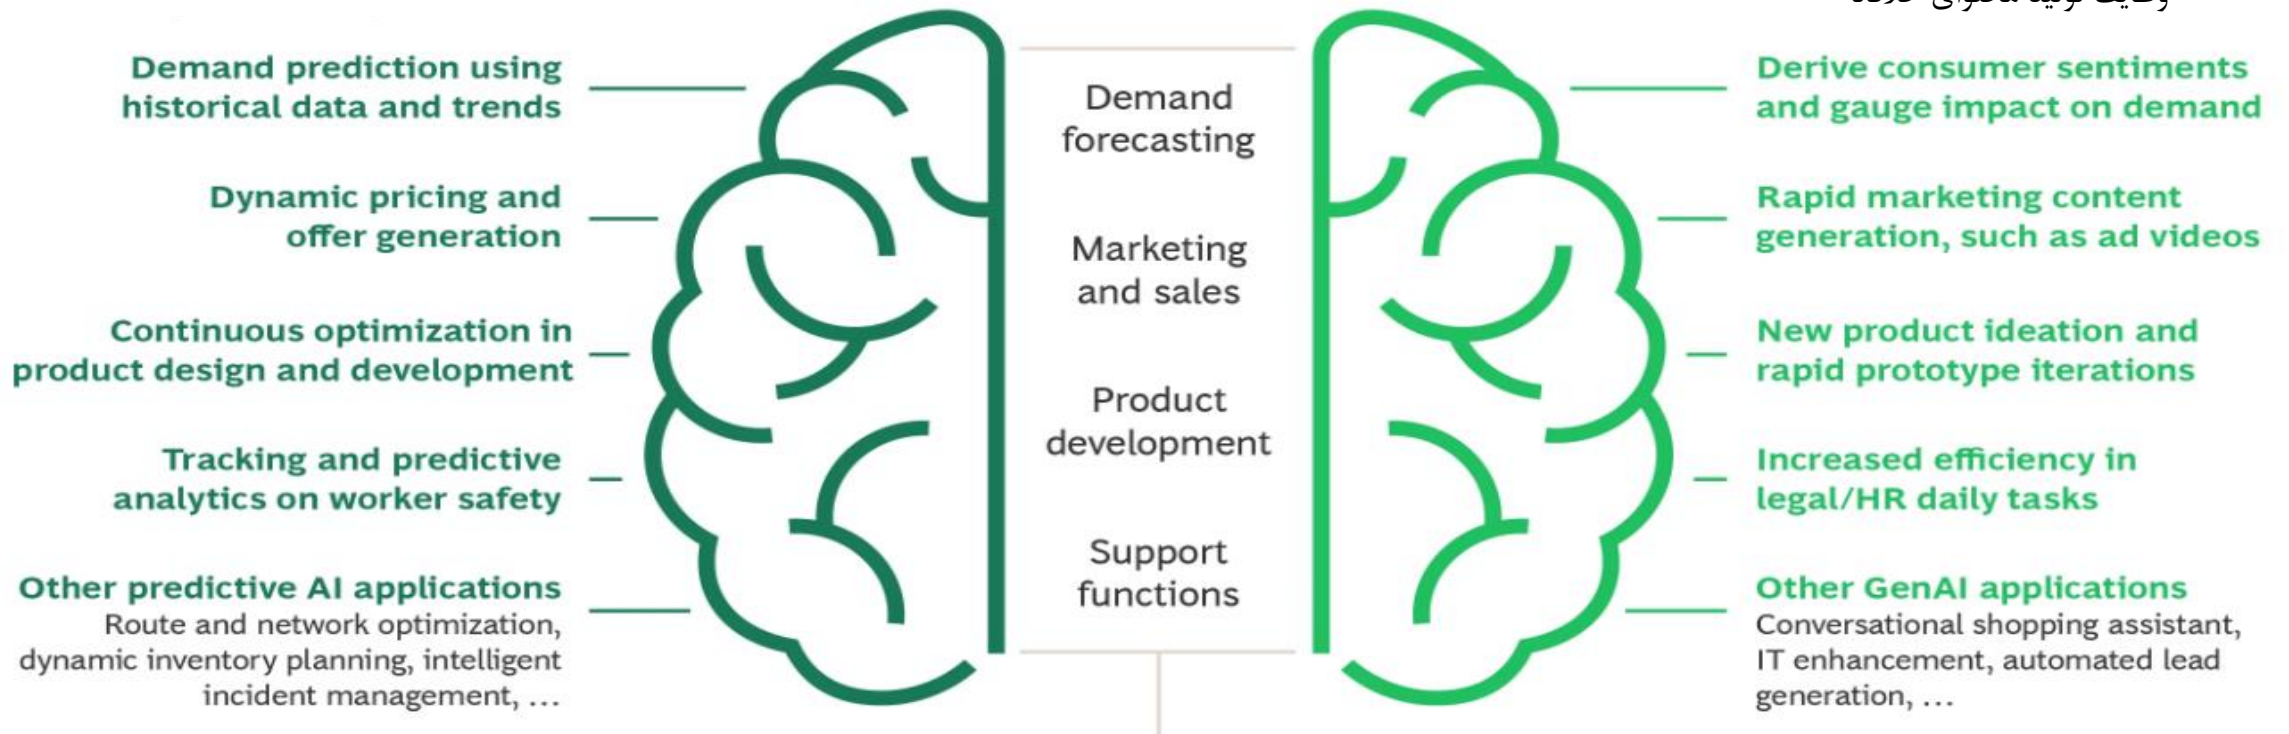 Demand prediction using
historical data and trends
Dynamic pricing and
offer generation
Continuous optimization in
product design and development
Tracking and predictive
analytics on worker safety
Other predictive AI applications
Route and network optimization,
dynamic inventory planning, intelligent
incident management, ...
Demand
forecasting
Marketing
and sales
Product
development
Support
functions
Derive consumer sentiments
and gauge impact on demand
Rapid marketing content
generation, such as ad videos
New product ideation and
rapid prototype iterations
Increased efficiency in
legal/HR daily tasks
Other GenAI applications
Conversational shopping assistant,
IT enhancement, automated lead
generation, ...